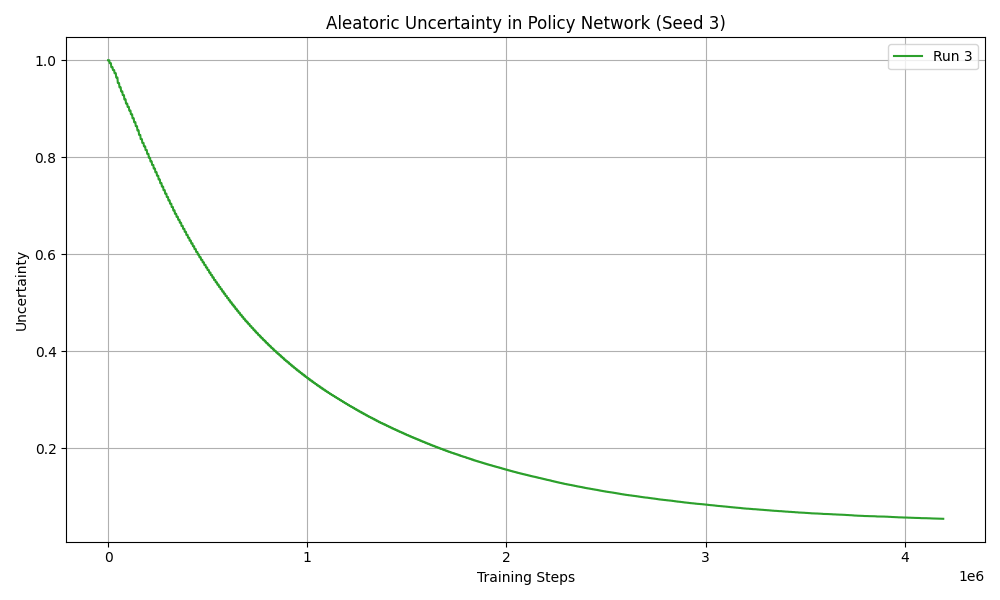 Aleatoric Uncertainty in Policy Network (Seed 3)
Run 3
Uncertainty
1.0
0.8
0.6
0.4
0.2
0 1 2 3 4
1e6
Training Steps